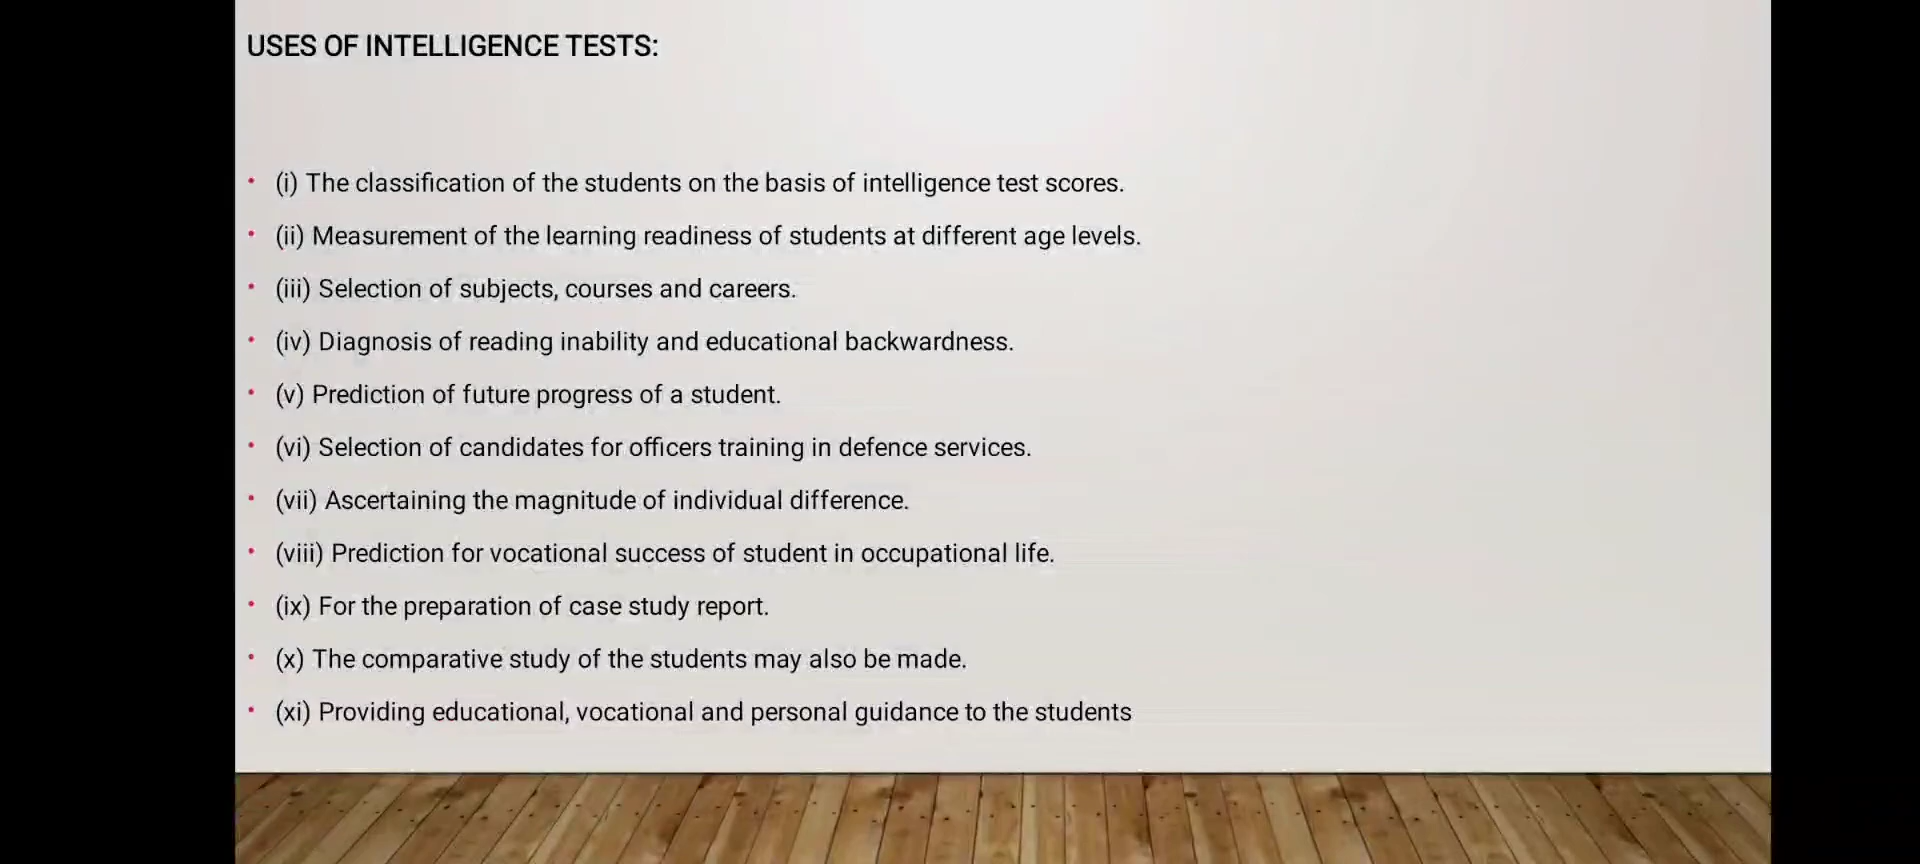 USES OF INTELLIGENCE TESTS:
• (i) The classification of the students on the basis of intelligence test scores.
• (ii) Measurement of the learning readiness of students at different age levels.
• (iii) Selection of subjects, courses and careers.
• (iv) Diagnosis of reading inability and educational backwardness.
• (v) Prediction of future progress of a student.
• (vi) Selection of candidates for officers training in defence services.
• (vii) Ascertaining the magnitude of individual difference.
• (viii) Prediction for vocational success of student in occupational life.
• (ix) For the preparation of case study report.
• (x) The comparative study of the students may also be made.
• (xi) Providing educational, vocational and personal guidance to the students